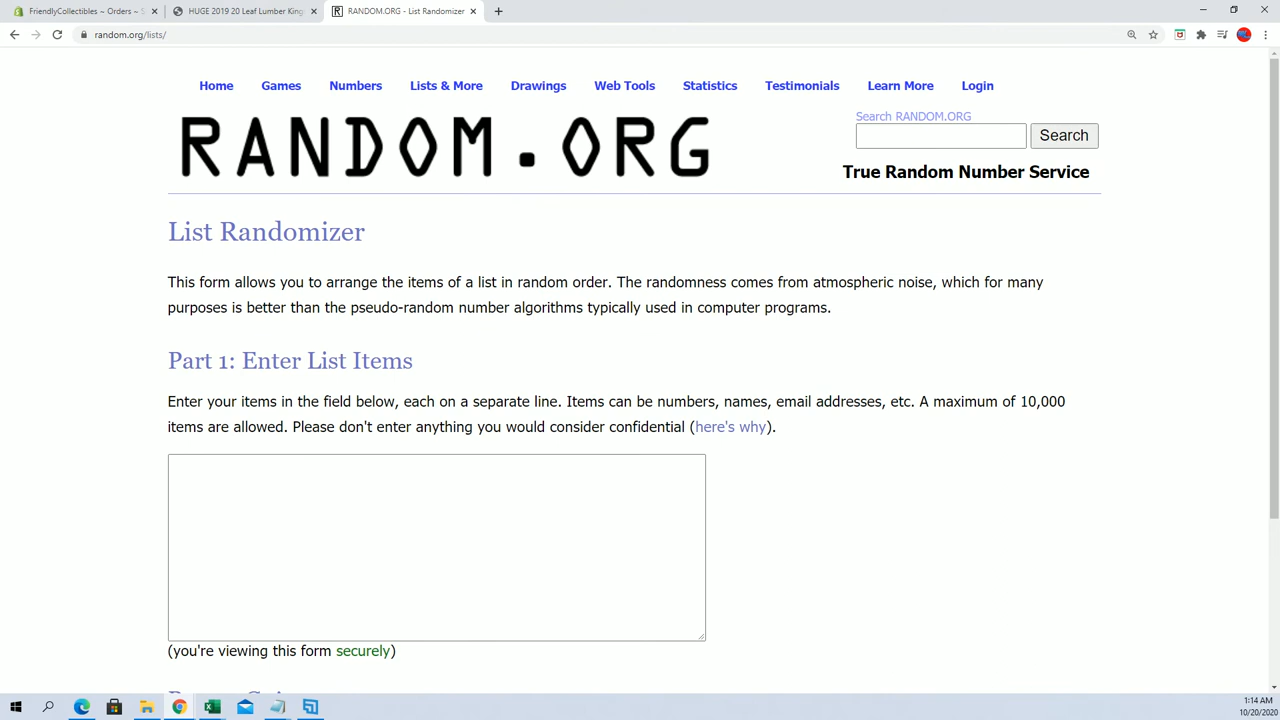 FriendlyCollectibles ~ Orders ~ S
HUGE 2019 20 Leaf Lumber King
RANDOM.ORG - List Randomizer
random.org/lists/
Home Games Numbers Lists & More Drawings Web Tools Statistics Testimonials Learn More Login
RANDOM.ORG
Search RANDOM.ORG
Search
True Random Number Service
List Randomizer
This form allows you to arrange the items of a list in random order. The randomness comes from atmospheric noise, which for many
purposes is better than the pseudo-random number algorithms typically used in computer programs.
Part 1: Enter List Items
Enter your items in the field below, each on a separate line. Items can be numbers, names, email addresses, etc. A maximum of 10,000
items are allowed. Please don't enter anything you would consider confidential (here's why).
(you're viewing this form securely)
1:14 AM
10/20/2020